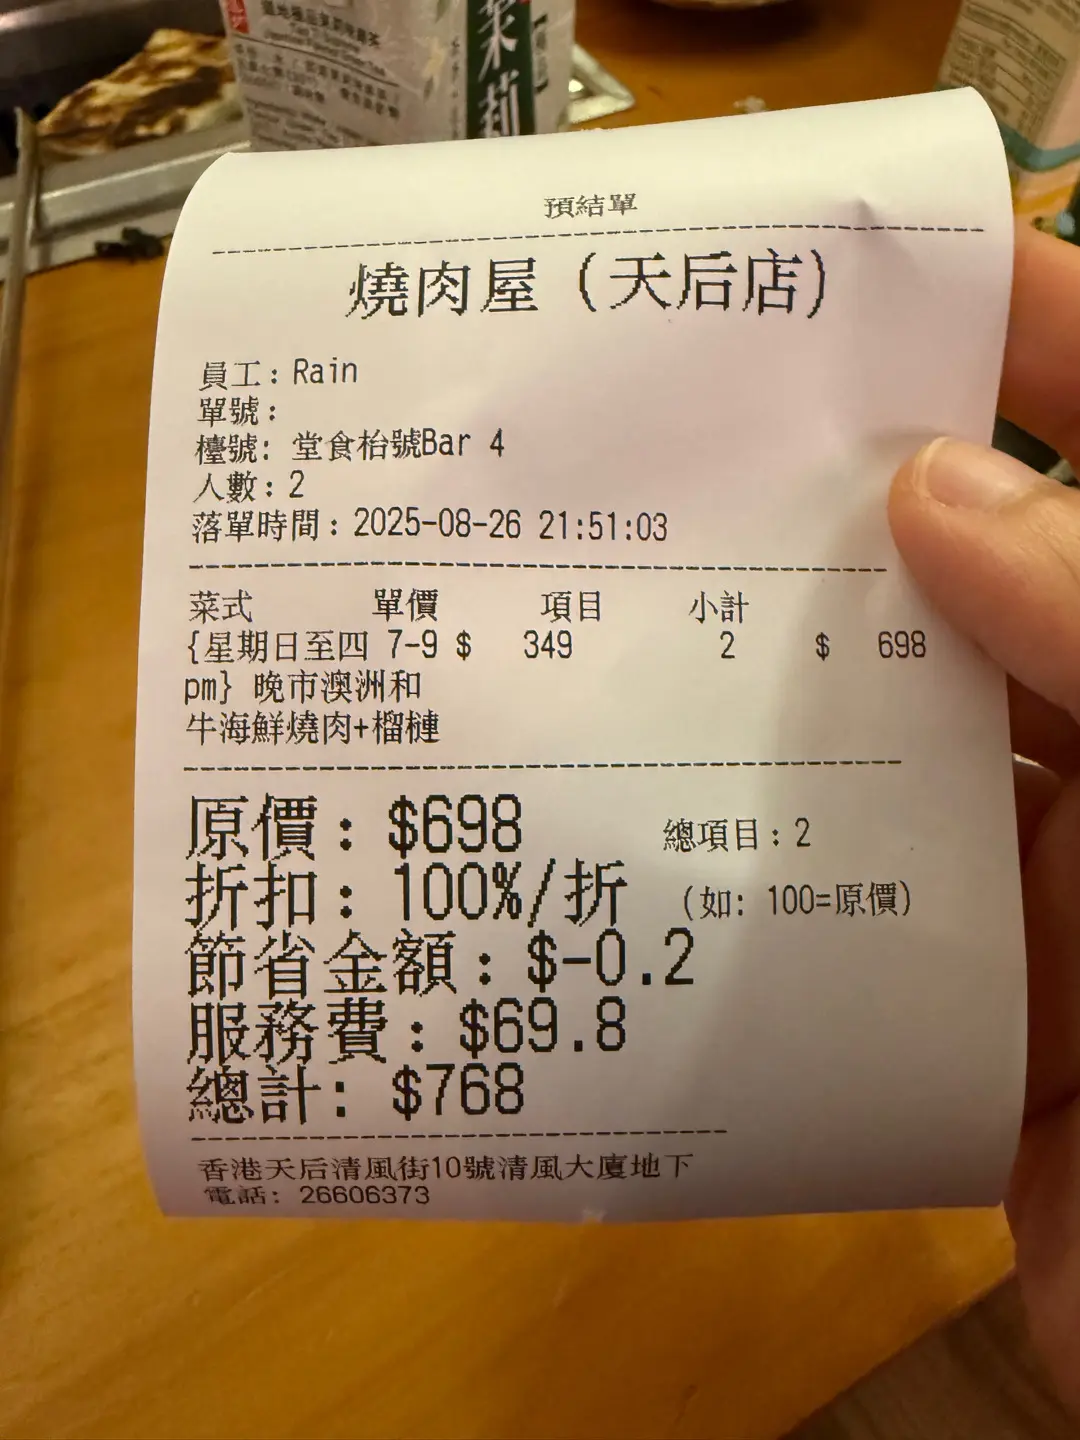 茉莉
預結單
燒肉屋（天后店）
員工：Rain
單號：
檯號: 堂食枱號Bar 4
人數：2
落單時間：2025-08-26 21:51:03
菜式 單價 項目 小計
{星期日至四 7-9 $ 349 2 $ 698
pm} 晚市澳洲和
牛海鮮燒肉+榴槤
原價：$698 總項目：2
折扣：100%/折 (如: 100=原價)
節省金額：$-0.2
服務費：$69.8
總計: $768
香港天后清風街10號清風大廈地下
電話: 26606373